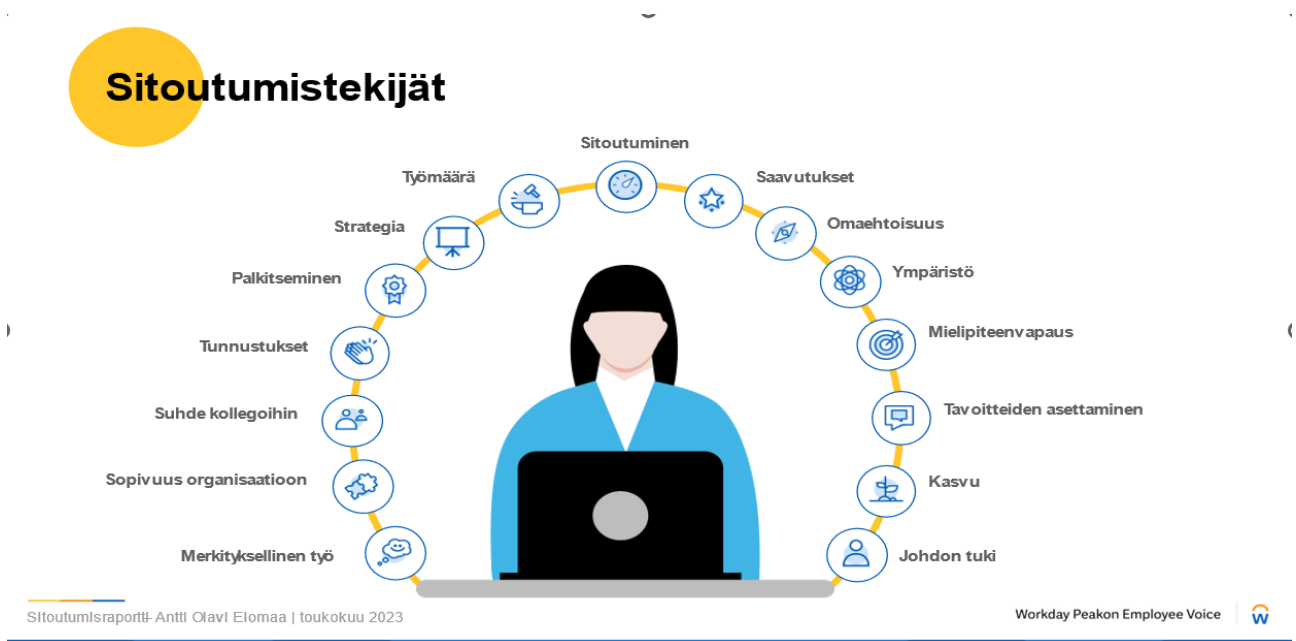 Sitoutumistekijät
Sitoutuminen
Työmäärä
Saavutukset
Strategia
Omaehtoisuus
Palkitseminen
Ympäristö
Tunnustukset
Mielipiteenvapaus
Suhde kollegoihin
Tavoitteiden asettaminen
Sopivuus organisaatioon
Kasvu
Merkityksellinen työ
Johdon tuki
Sitoutumisraportti- Antti Olavi Elomaa | toukokuu 2023
Workday Peakon Employee Voice
w